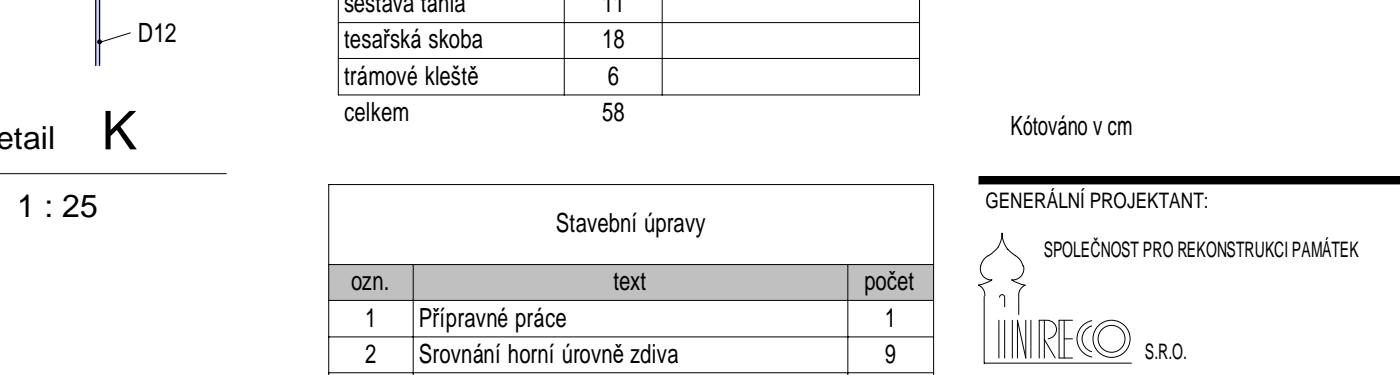 D12
etail K
1 : 25
sestava táhla 11
tesařská skoba 18
trámové kleště 6
celkem 58
Stavební úpravy
ozn. text počet
1 Přípravné práce 1
2 Srovnání horní úrovně zdiva 9
Kótováno v cm
GENERÁLNÍ PROJEKTANT:
SPOLEČNOST PRO REKONSTRUKCI PAMÁTEK
INRECO S.R.O.